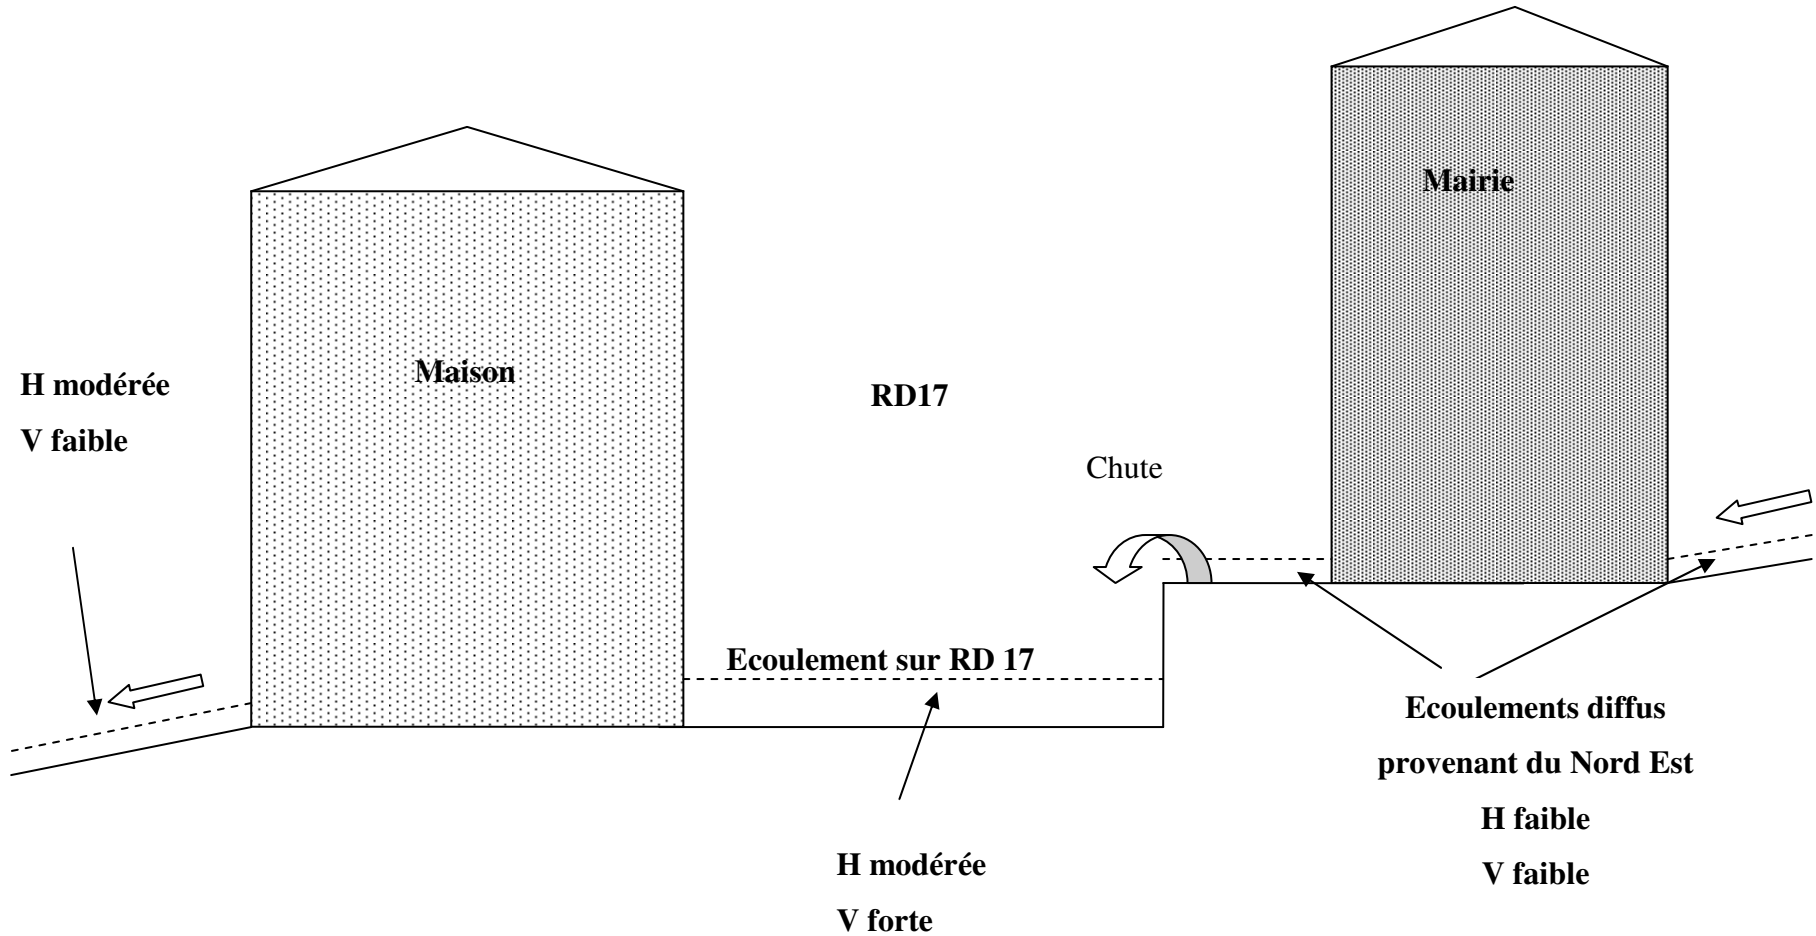 Mairie
Maison
H modérée
V faible
RD17
Chute
Ecoulement sur RD 17
Ecoulements diffus
provenant du Nord Est
H faible
V faible
H modérée
V forte